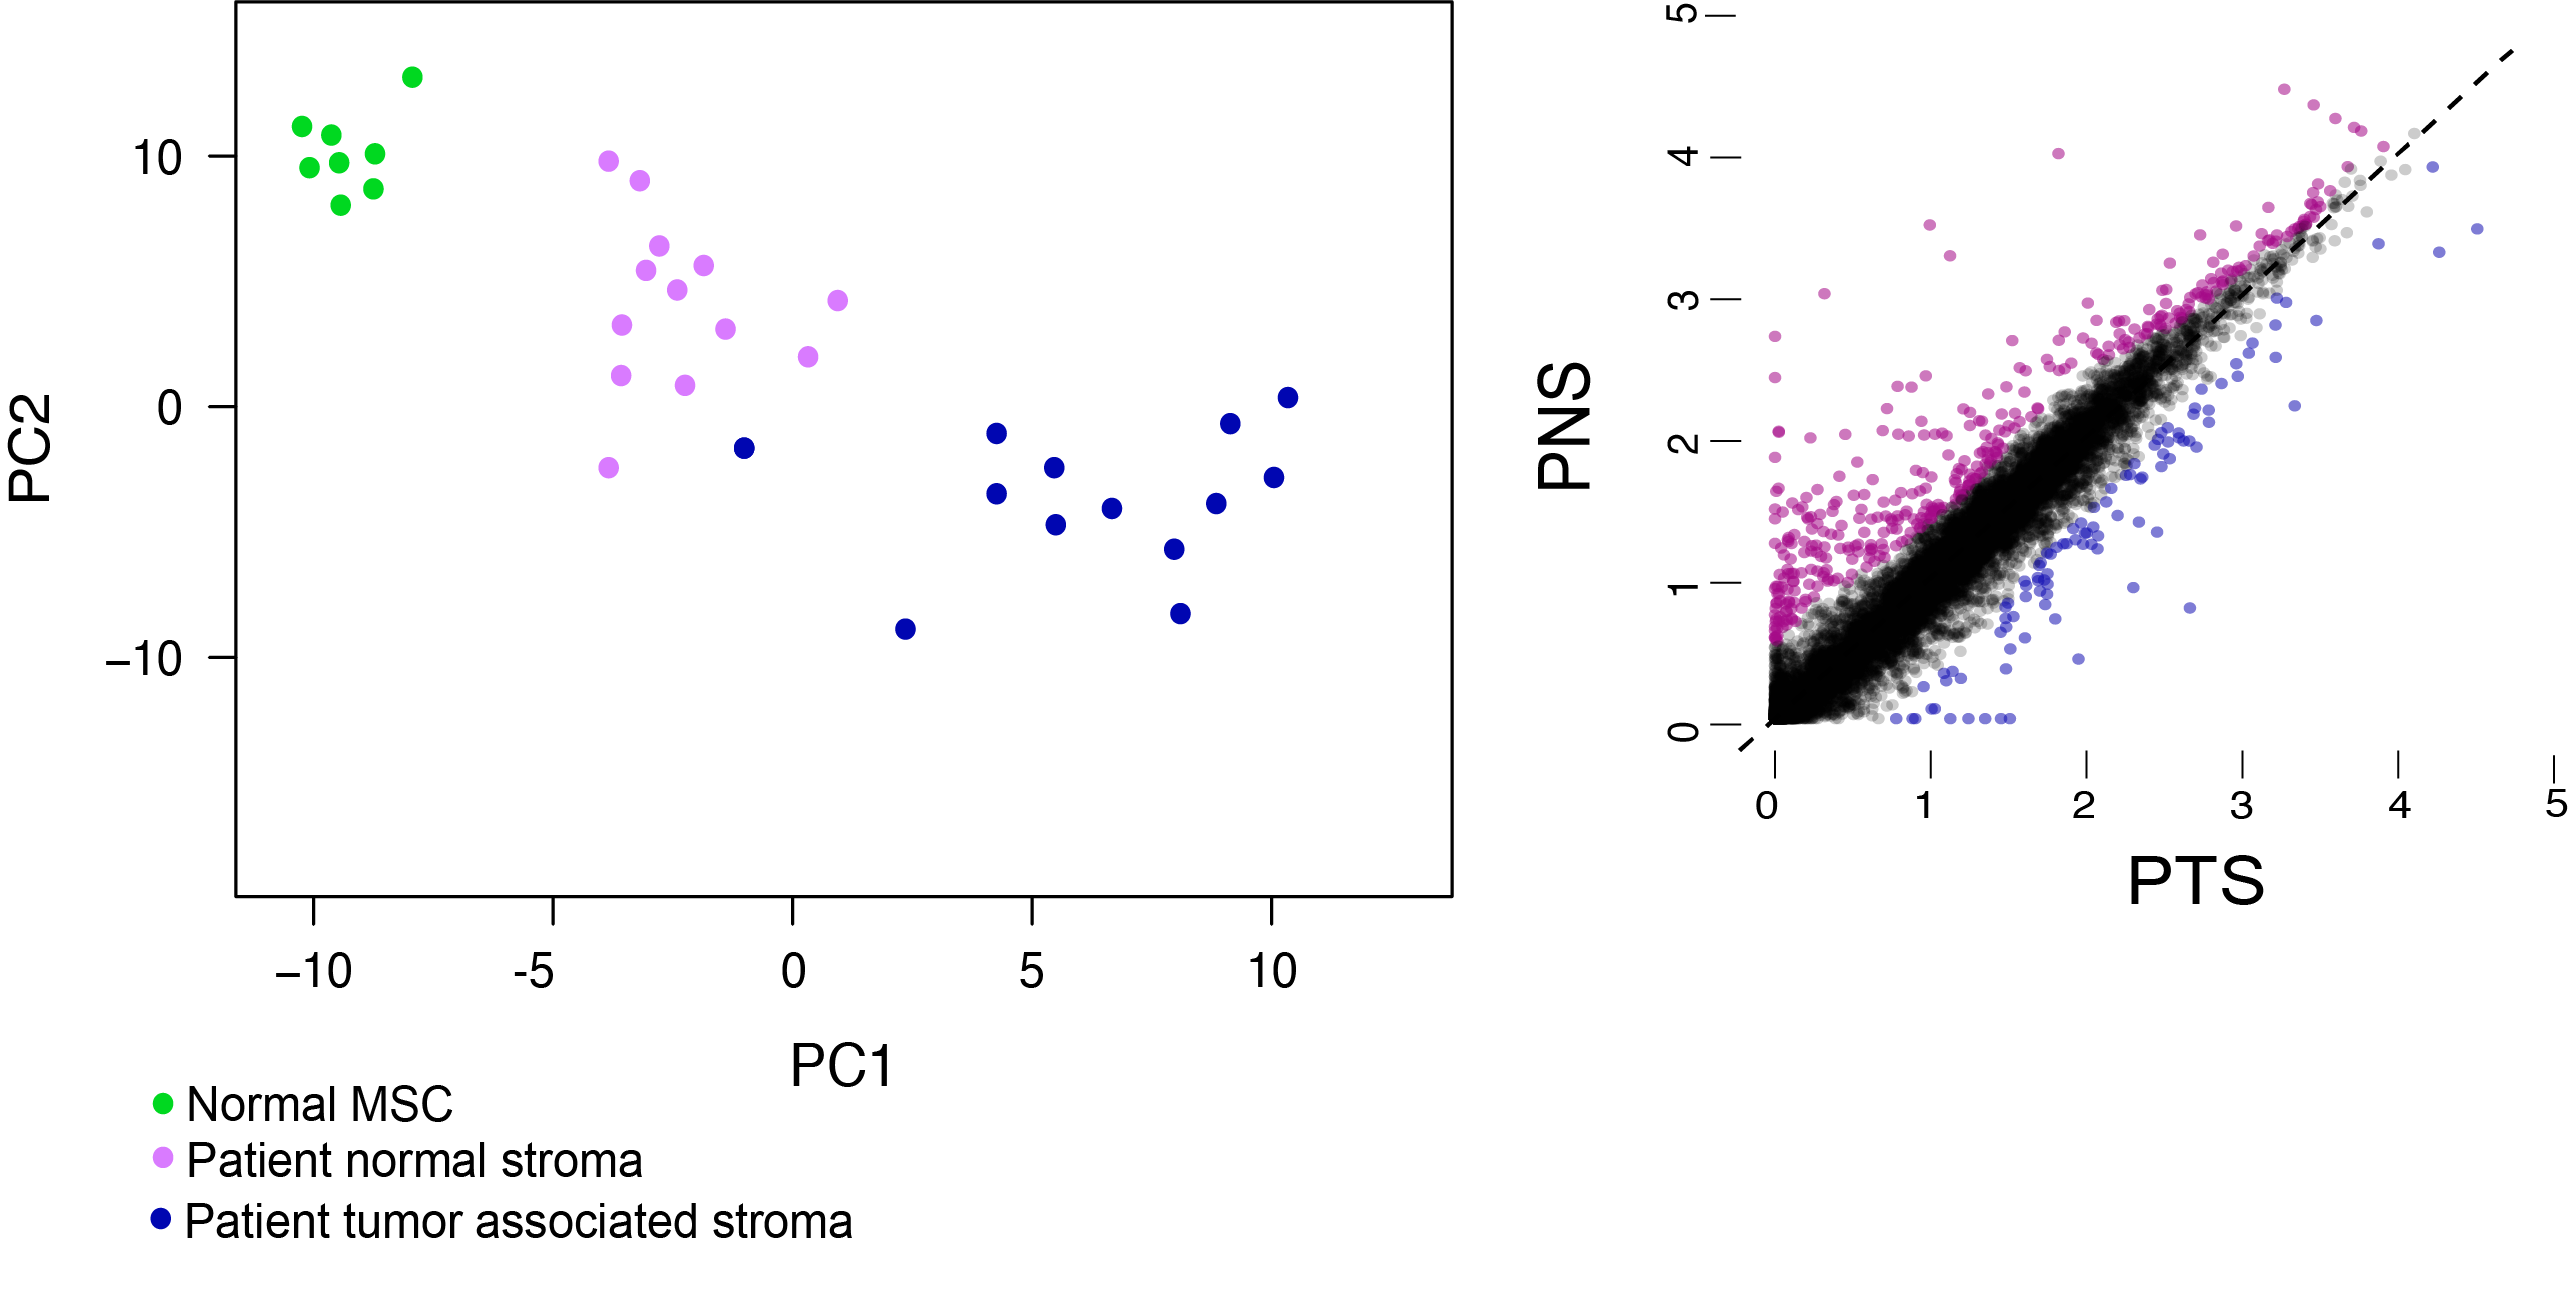 10
0
−10
PC2
−10
-5
0
5
10
PC1
Normal MSC
Patient normal stroma
Patient tumor associated stroma
5
4
3
2
1
0
PNS
0
1
2
3
4
5
PTS